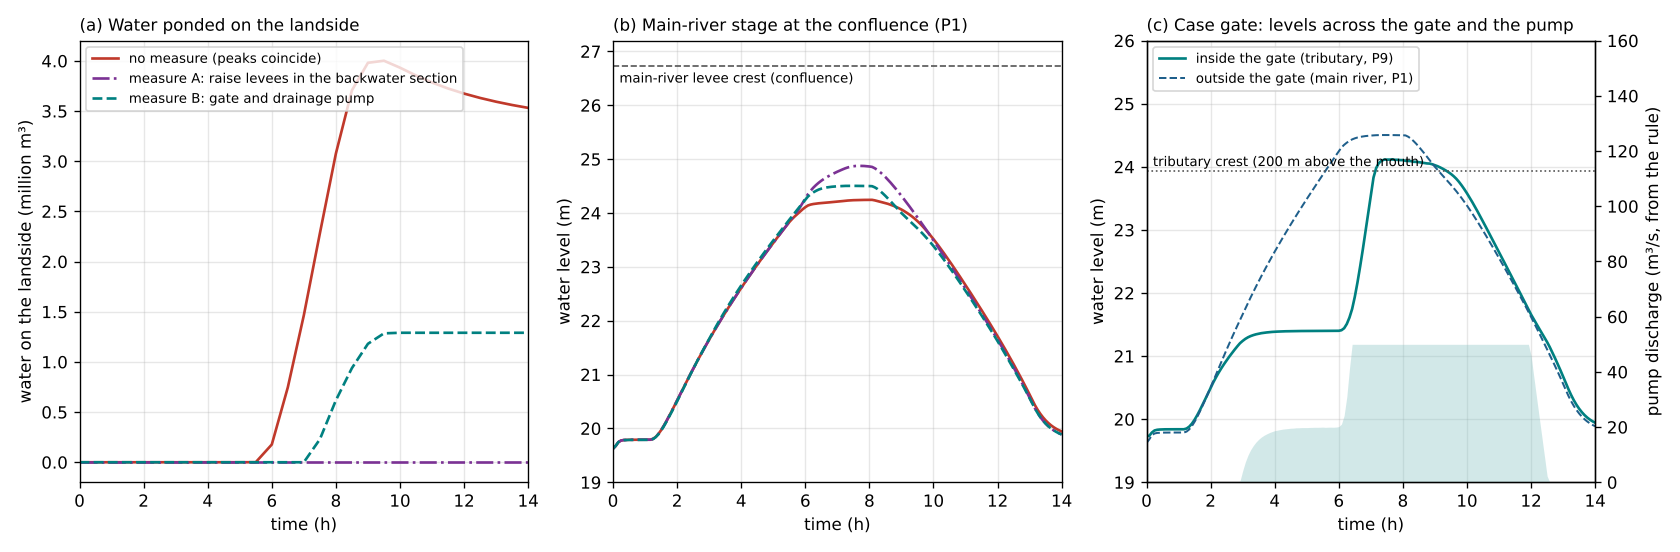 (a) Water ponded on the landside
no measure (peaks coincide)
measure A: raise levees in the backwater section
measure B: gate and drainage pump
water on the landside (million m³)
4.0
3.5
3.0
2.5
2.0
1.5
1.0
0.5
0.0
0 2 4 6 8 10 12 14
time (h)
(b) Main-river stage at the confluence (P1)
main-river levee crest (confluence)
water level (m)
27
26
25
24
23
22
21
20
19
0 2 4 6 8 10 12 14
time (h)
(c) Case gate: levels across the gate and the pump
inside the gate (tributary, P9)
outside the gate (main river, P1)
tributary crest (200 m above the mouth)
water level (m)
26
25
24
23
22
21
20
19
0 2 4 6 8 10 12 14
time (h)
160
140
120
100
80
60
40
20
0
pump discharge (m³/s, from the rule)